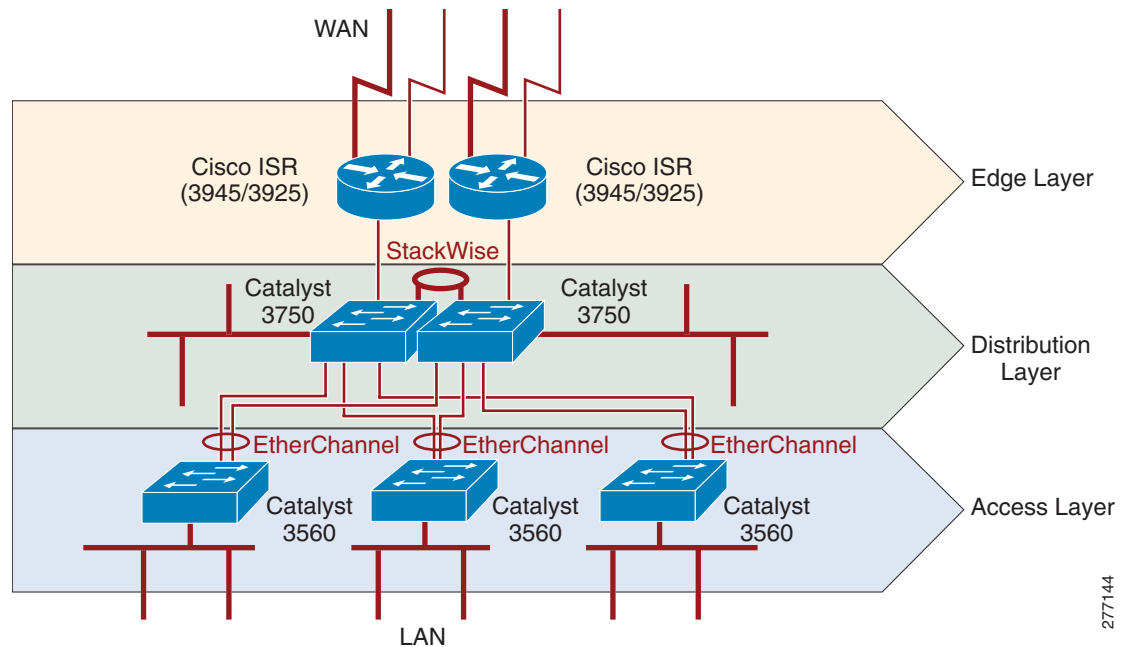 WAN
Cisco ISR
(3945/3925)
Cisco ISR
(3945/3925)
Edge Layer
StackWise
Catalyst
3750
Catalyst
3750
Distribution
Layer
EtherChannel
EtherChannel
EtherChannel
Catalyst
3560
Catalyst
3560
Catalyst
3560
Access Layer
LAN
277144